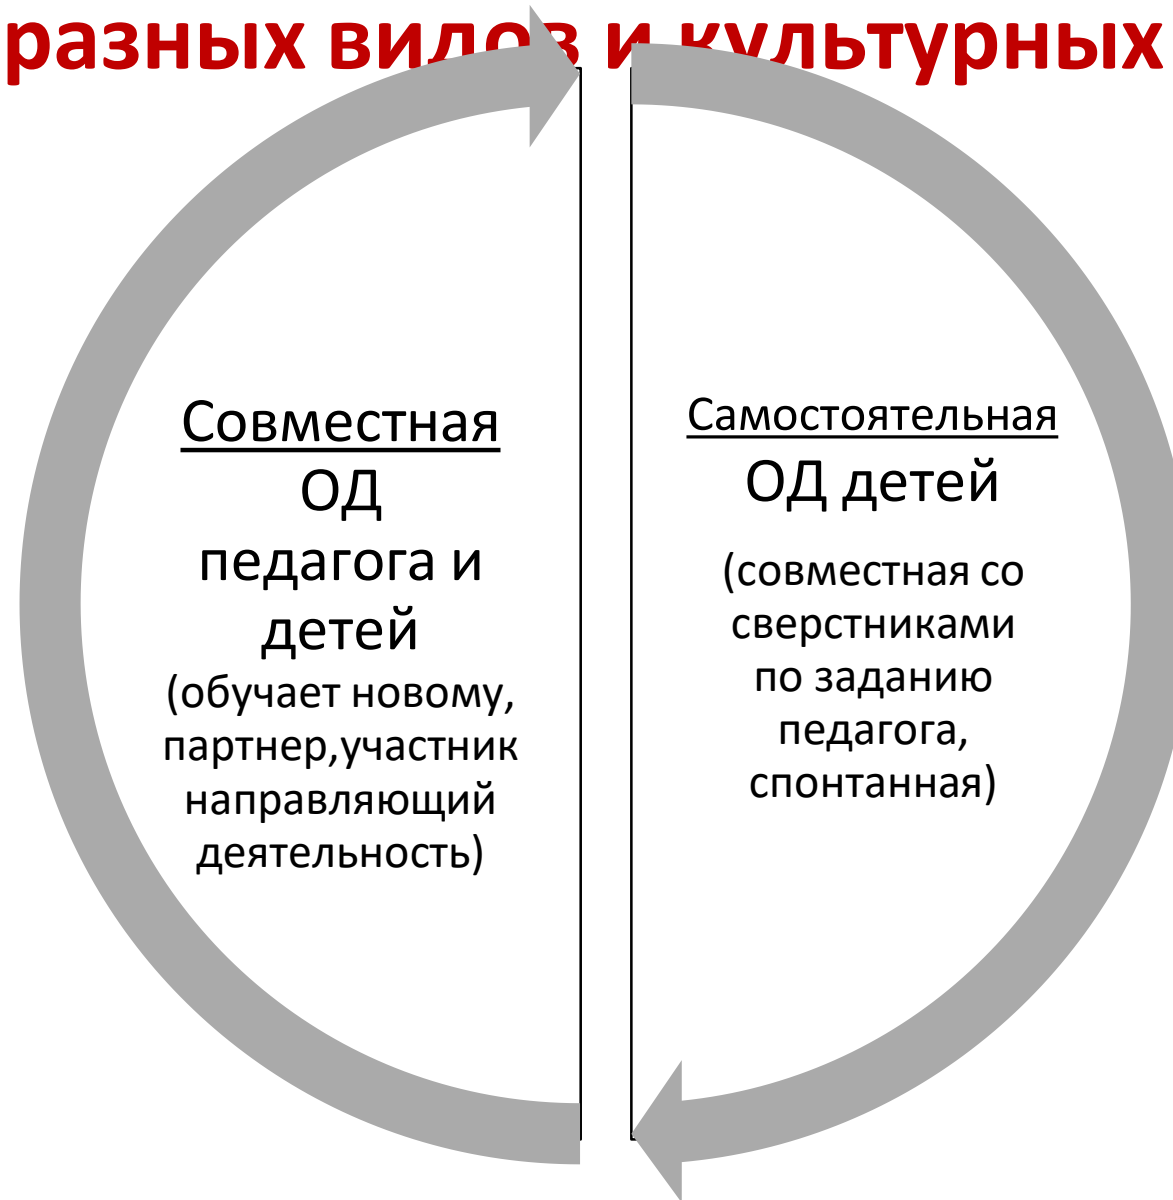 разных видов и культурных
Совместная
ОД
педагога и
детей
(обучает новому,
партнер,участник
направляющий
деятельность)
Самостоятельная
ОД детей
(совместная со
сверстниками
по заданию
педагога,
спонтанная)